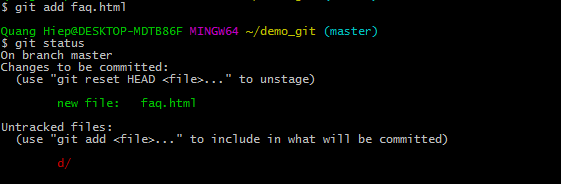 $ git add faq.html
Quang Hiep@DESKTOP-MDTB86F MINGW64 ~/demo_git (master)
$ git status
On branch master
Changes to be committed:
  (use "git reset HEAD <file>..." to unstage)
        new file:   faq.html
Untracked files:
  (use "git add <file>..." to include in what will be committed)
        d/